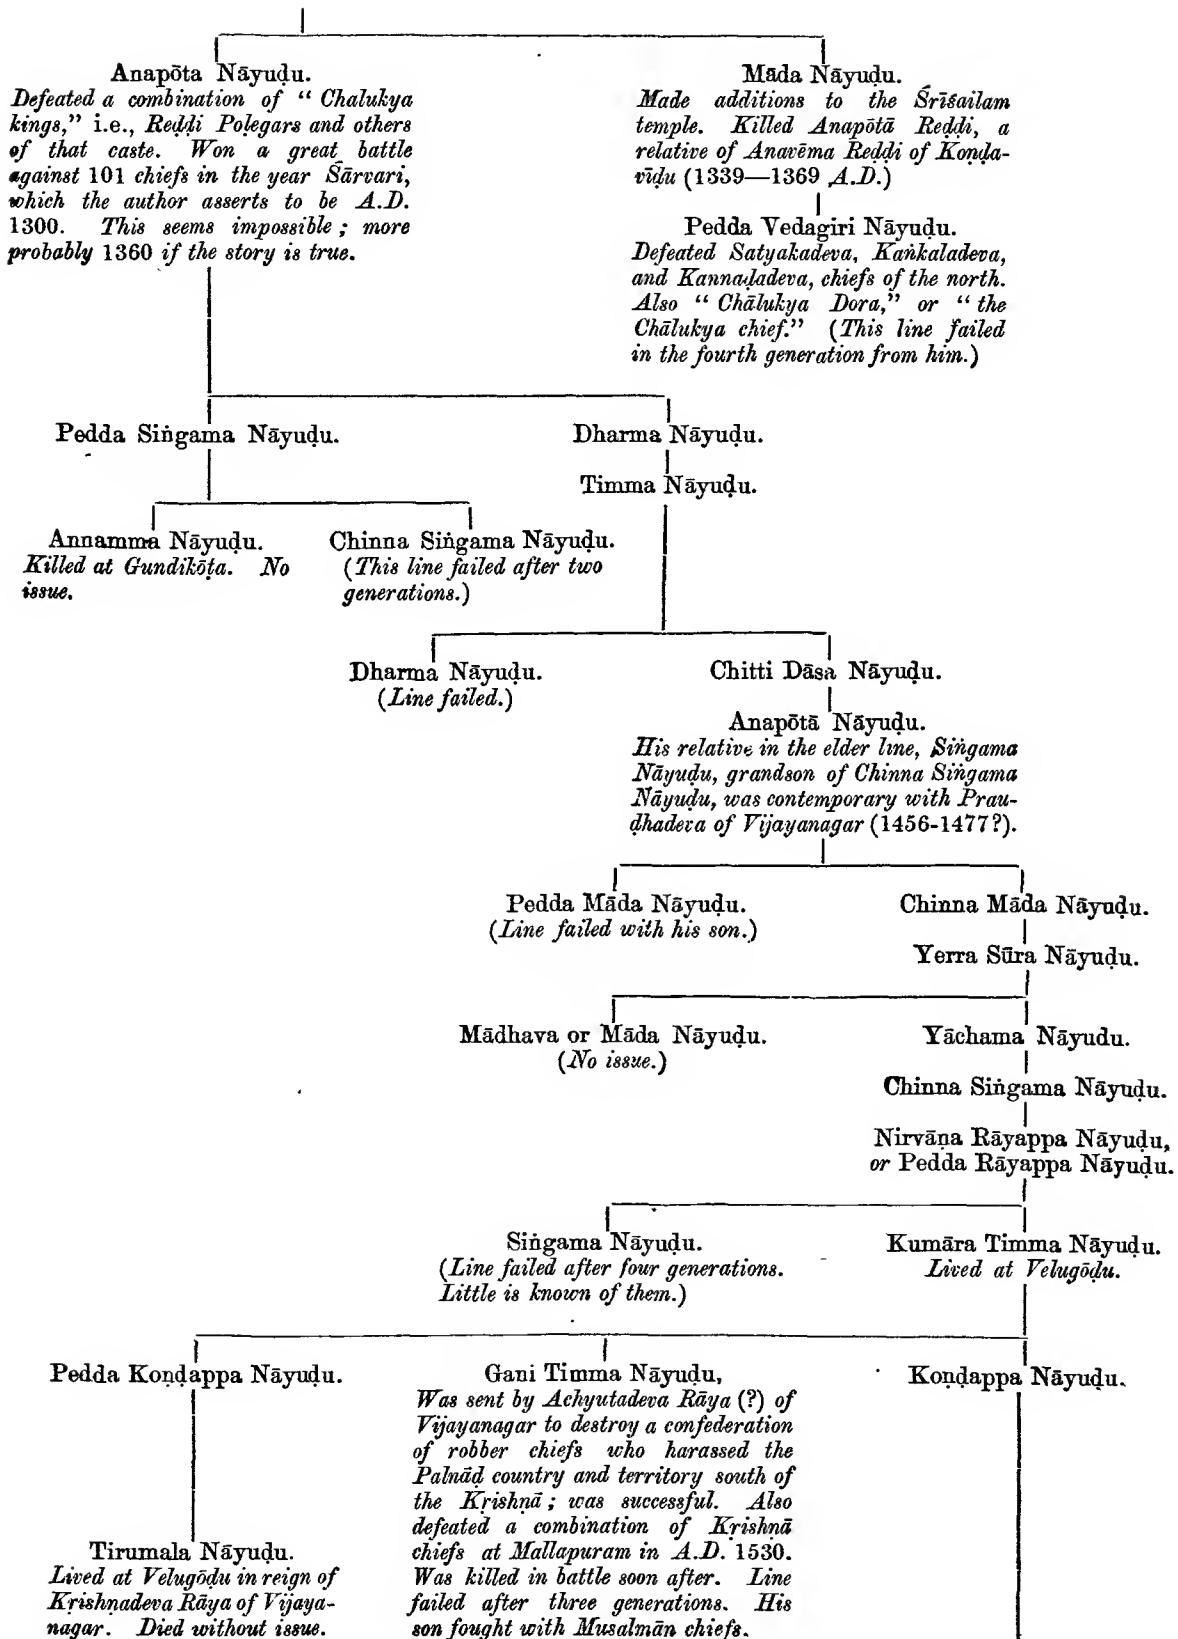 Anapōta Nāyuḍu.
Defeated a combination of “ Chalukya
kings,” i.e., Reḍḍi Poḷegars and others
of that caste. Won a great battle
against 101 chiefs in the year Śārvari,
which the author asserts to be A.D.
1300. This seems impossible ; more
probably 1360 if the story is true.
Māda Nāyuḍu.
Made additions to the Śrīśailam
temple. Killed Anapōtā Reḍḍi, a
relative of Anavēma Reḍḍi of Koṇḍa-
vīḍu (1339—1369 A.D.)
Pedda Vedagiri Nāyuḍu.
Defeated Satyakadeva, Kaṅkaladeva,
and Kannaḍadeva, chiefs of the north.
Also “ Chālukya Dora,” or “ the
Chālukya chief.” (This line failed
in the fourth generation from him.)
Pedda Siṅgama Nāyuḍu.
Dharma Nāyuḍu.
Timma Nāyuḍu.
Annamma Nāyuḍu.
Killed at Gundikōṭa. No
issue.
Chinna Siṅgama Nāyuḍu.
(This line failed after two
generations.)
Dharma Nāyuḍu.
(Line failed.)
Chitti Dāsa Nāyuḍu.
Anapōtā Nāyuḍu.
His relative in the elder line, Siṅgama
Nāyuḍu, grandson of Chinna Siṅgama
Nāyuḍu, was contemporary with Prau-
ḍhadeva of Vijayanagar (1456-1477?).
Pedda Māda Nāyuḍu.
(Line failed with his son.)
Chinna Māda Nāyuḍu.
Yerra Sūra Nāyuḍu.
Mādhava or Māda Nāyuḍu.
(No issue.)
Yāchama Nāyudu.
Chinna Siṅgama Nāyuḍu.
Nirvāṇa Rāyappa Nāyuḍu,
or Pedda Rāyappa Nāyuḍu.
Siṅgama Nāyuḍu.
(Line failed after four generations.
Little is known of them.)
Kumāra Timma Nāyuḍu.
Lived at Velugōḍu.
Pedda Koṇḍappa Nāyuḍu.
Gani Timma Nāyuḍu,
Was sent by Achyutadeva Rāya (?) of
Vijayanagar to destroy a confederation
of robber chiefs who harassed the
Palnāḍ country and territory south of
the Kṛishṇā ; was successful. Also
defeated a combination of Kṛishṇā
chiefs at Mallapuram in A.D. 1530.
Was killed in battle soon after. Line
failed after three generations. His
son fought with Musalmān chiefs.
Koṇḍappa Nāyuḍu.
Tirumala Nāyuḍu.
Lived at Velugōḍu in reign of
Kṛishṇadeva Rāya of Vijaya-
nagar. Died without issue.